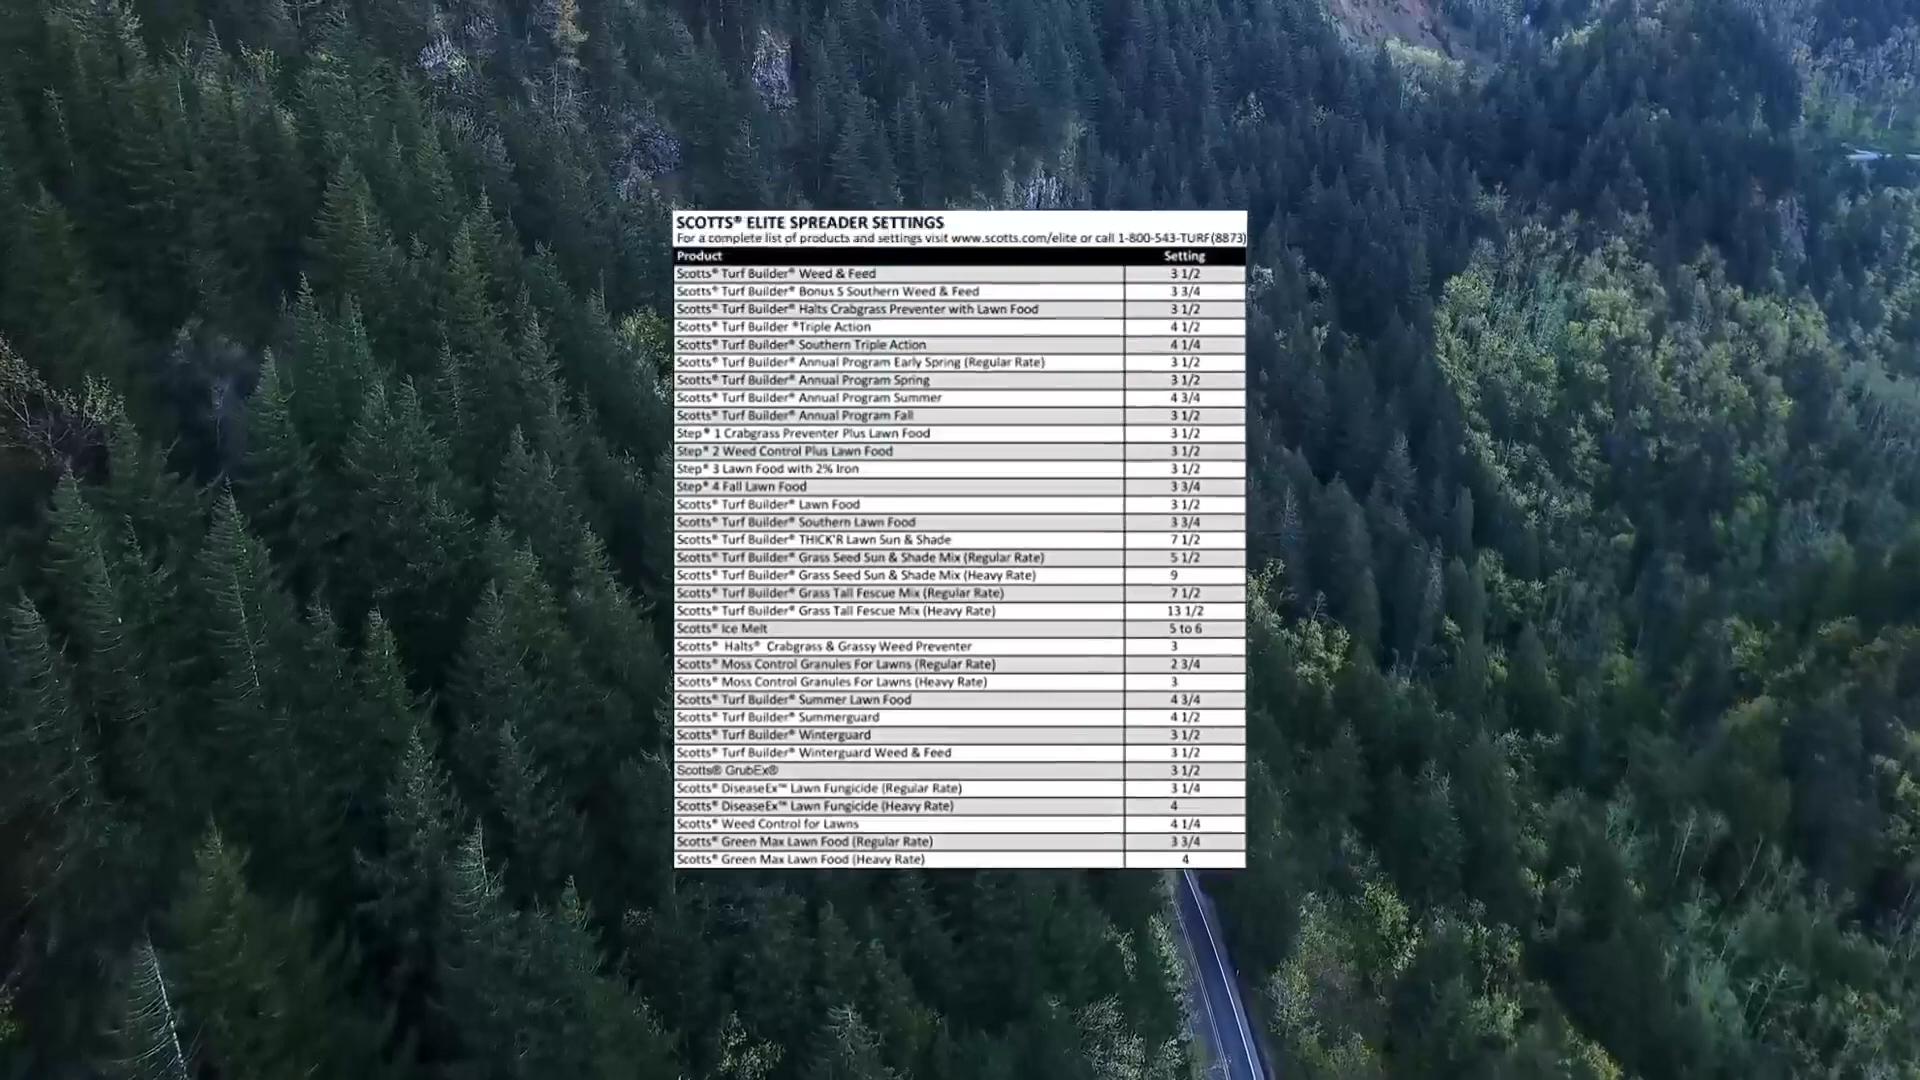 SCOTTS® ELITE SPREADER SETTINGS
For a complete list of products and settings visit www.scotts.com/elite or call 1-800-543-TURF(8873)
Product Setting
Scotts® Turf Builder® Weed & Feed 3 1/2
Scotts® Turf Builder® Bonus S Southern Weed & Feed 3 3/4
Scotts® Turf Builder® Halts Crabgrass Preventer with Lawn Food 3 1/2
Scotts® Turf Builder ®Triple Action 4 1/2
Scotts® Turf Builder® Southern Triple Action 4 1/4
Scotts® Turf Builder® Annual Program Early Spring (Regular Rate) 3 1/2
Scotts® Turf Builder® Annual Program Spring 3 1/2
Scotts® Turf Builder® Annual Program Summer 4 3/4
Scotts® Turf Builder® Annual Program Fall 3 1/2
Step® 1 Crabgrass Preventer Plus Lawn Food 3 1/2
Step® 2 Weed Control Plus Lawn Food 3 1/2
Step® 3 Lawn Food with 2% Iron 3 1/2
Step® 4 Fall Lawn Food 3 3/4
Scotts® Turf Builder® Lawn Food 3 1/2
Scotts® Turf Builder® Southern Lawn Food 3 3/4
Scotts® Turf Builder® THICK'R Lawn Sun & Shade 7 1/2
Scotts® Turf Builder® Grass Seed Sun & Shade Mix (Regular Rate) 5 1/2
Scotts® Turf Builder® Grass Seed Sun & Shade Mix (Heavy Rate) 9
Scotts® Turf Builder® Grass Tall Fescue Mix (Regular Rate) 7 1/2
Scotts® Turf Builder® Grass Tall Fescue Mix (Heavy Rate) 13 1/2
Scotts® Ice Melt 5 to 6
Scotts® Halts® Crabgrass & Grassy Weed Preventer 3
Scotts® Moss Control Granules For Lawns (Regular Rate) 2 3/4
Scotts® Moss Control Granules For Lawns (Heavy Rate) 3
Scotts® Turf Builder® Summer Lawn Food 4 3/4
Scotts® Turf Builder® Summerguard 4 1/2
Scotts® Turf Builder® Winterguard 3 1/2
Scotts® Turf Builder® Winterguard Weed & Feed 3 1/2
Scotts® GrubEx® 3 1/2
Scotts® DiseaseEx™ Lawn Fungicide (Regular Rate) 3 1/4
Scotts® DiseaseEx™ Lawn Fungicide (Heavy Rate) 4
Scotts® Weed Control for Lawns 4 1/4
Scotts® Green Max Lawn Food (Regular Rate) 3 3/4
Scotts® Green Max Lawn Food (Heavy Rate) 4